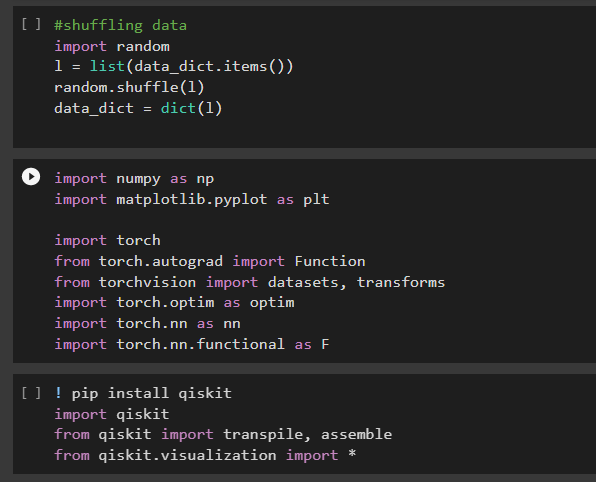 [ ] #shuffling data
import random
l = list(data_dict.items())
random.shuffle(l)
data_dict = dict(l)
import numpy as np
import matplotlib.pyplot as plt
import torch
from torch.autograd import Function
from torchvision import datasets, transforms
import torch.optim as optim
import torch.nn as nn
import torch.nn.functional as F
[ ] ! pip install qiskit
import qiskit
from qiskit import transpile, assemble
from qiskit.visualization import *